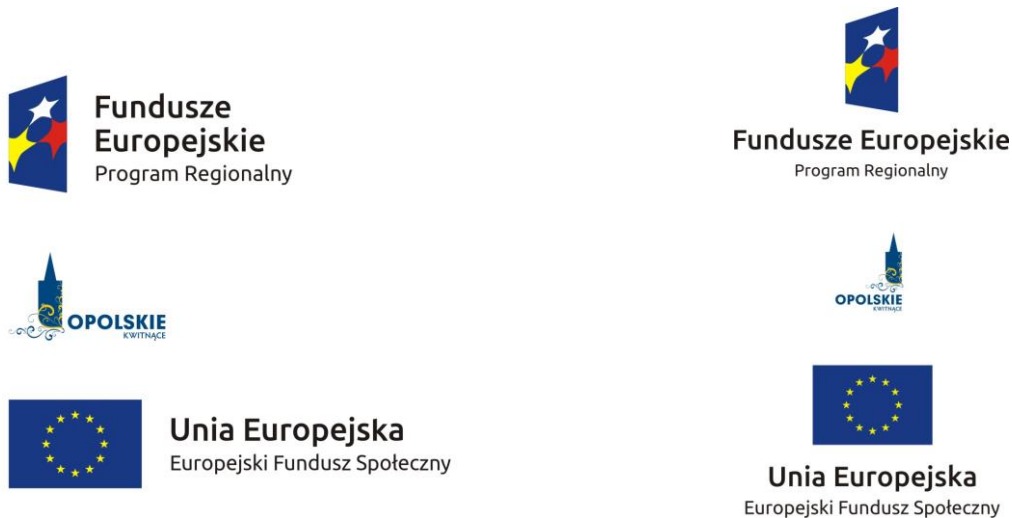 Fundusze
Europejskie
Program Regionalny
OPOLSKIE
KWITNĄCE
Unia Europejska
Europejski Fundusz Społeczny
Fundusze Europejskie
Program Regionalny
OPOLSKIE
KWITNĄCE
Unia Europejska
Europejski Fundusz Społeczny